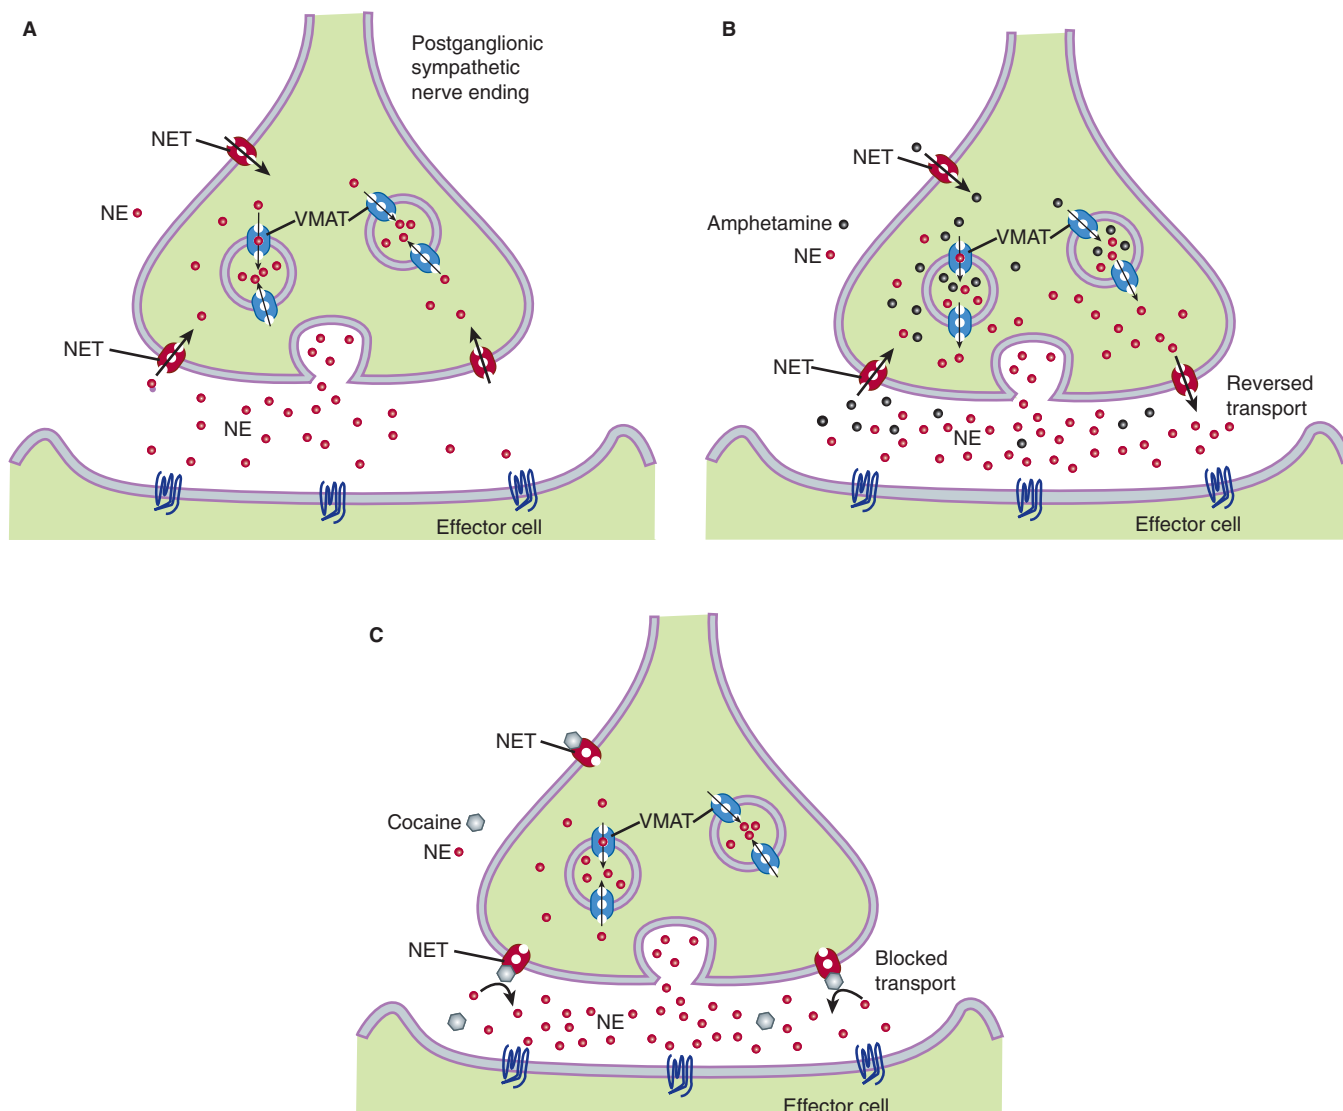 A
Postganglionic
sympathetic
nerve ending
NET
NE
VMAT
NET
NE
Effector cell
B
NET
Amphetamine
NE
VMAT
NET
Reversed
transport
NE
Effector cell
C
NET
Cocaine
NE
VMAT
NET
Blocked
transport
NE
Effector cell